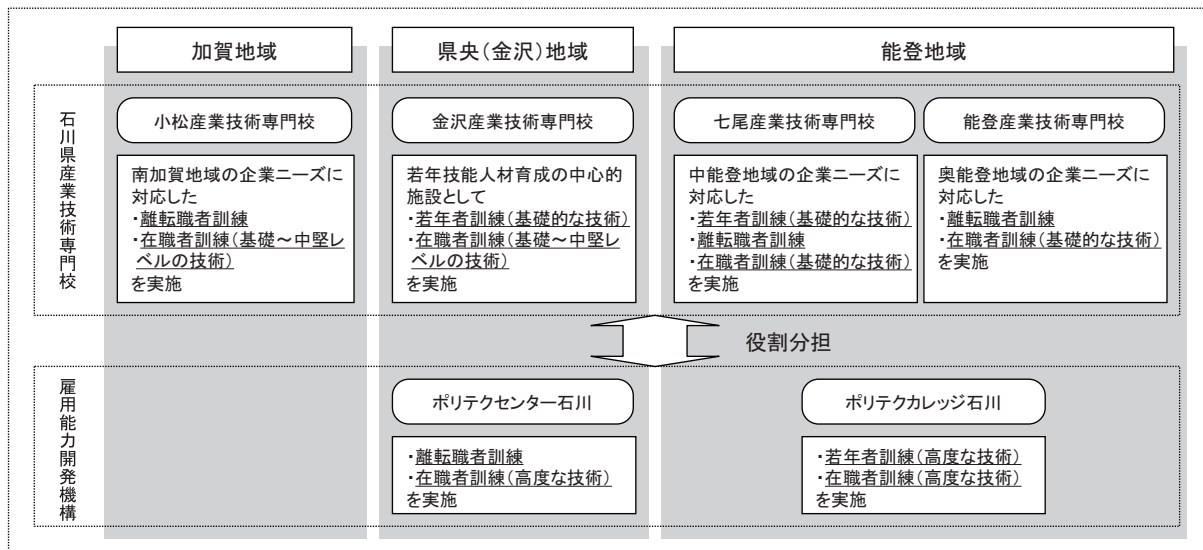 加賀地域
県央(金沢)地域
能登地域
石川県産業技術専門校
小松産業技術専門校
南加賀地域の企業ニーズに
対応した
・離転職者訓練
・在職者訓練(基礎～中堅レ
ベルの技術)
を実施
金沢産業技術専門校
若年技能人材育成の中心的
施設として
・若年者訓練(基礎的な技術)
・在職者訓練(基礎～中堅レ
ベルの技術)
を実施
七尾産業技術専門校
中能登地域の企業ニーズに
対応した
・若年者訓練(基礎的な技術)
・離転職者訓練
・在職者訓練(基礎的な技術)
を実施
能登産業技術専門校
奥能登地域の企業ニーズに
対応した
・離転職者訓練
・在職者訓練(基礎的な技術)
を実施
役割分担
雇用能力開発機構
ポリテクセンター石川
・離転職者訓練
・在職者訓練(高度な技術)
を実施
ポリテクカレッジ石川
・若年者訓練(高度な技術)
・在職者訓練(高度な技術)
を実施